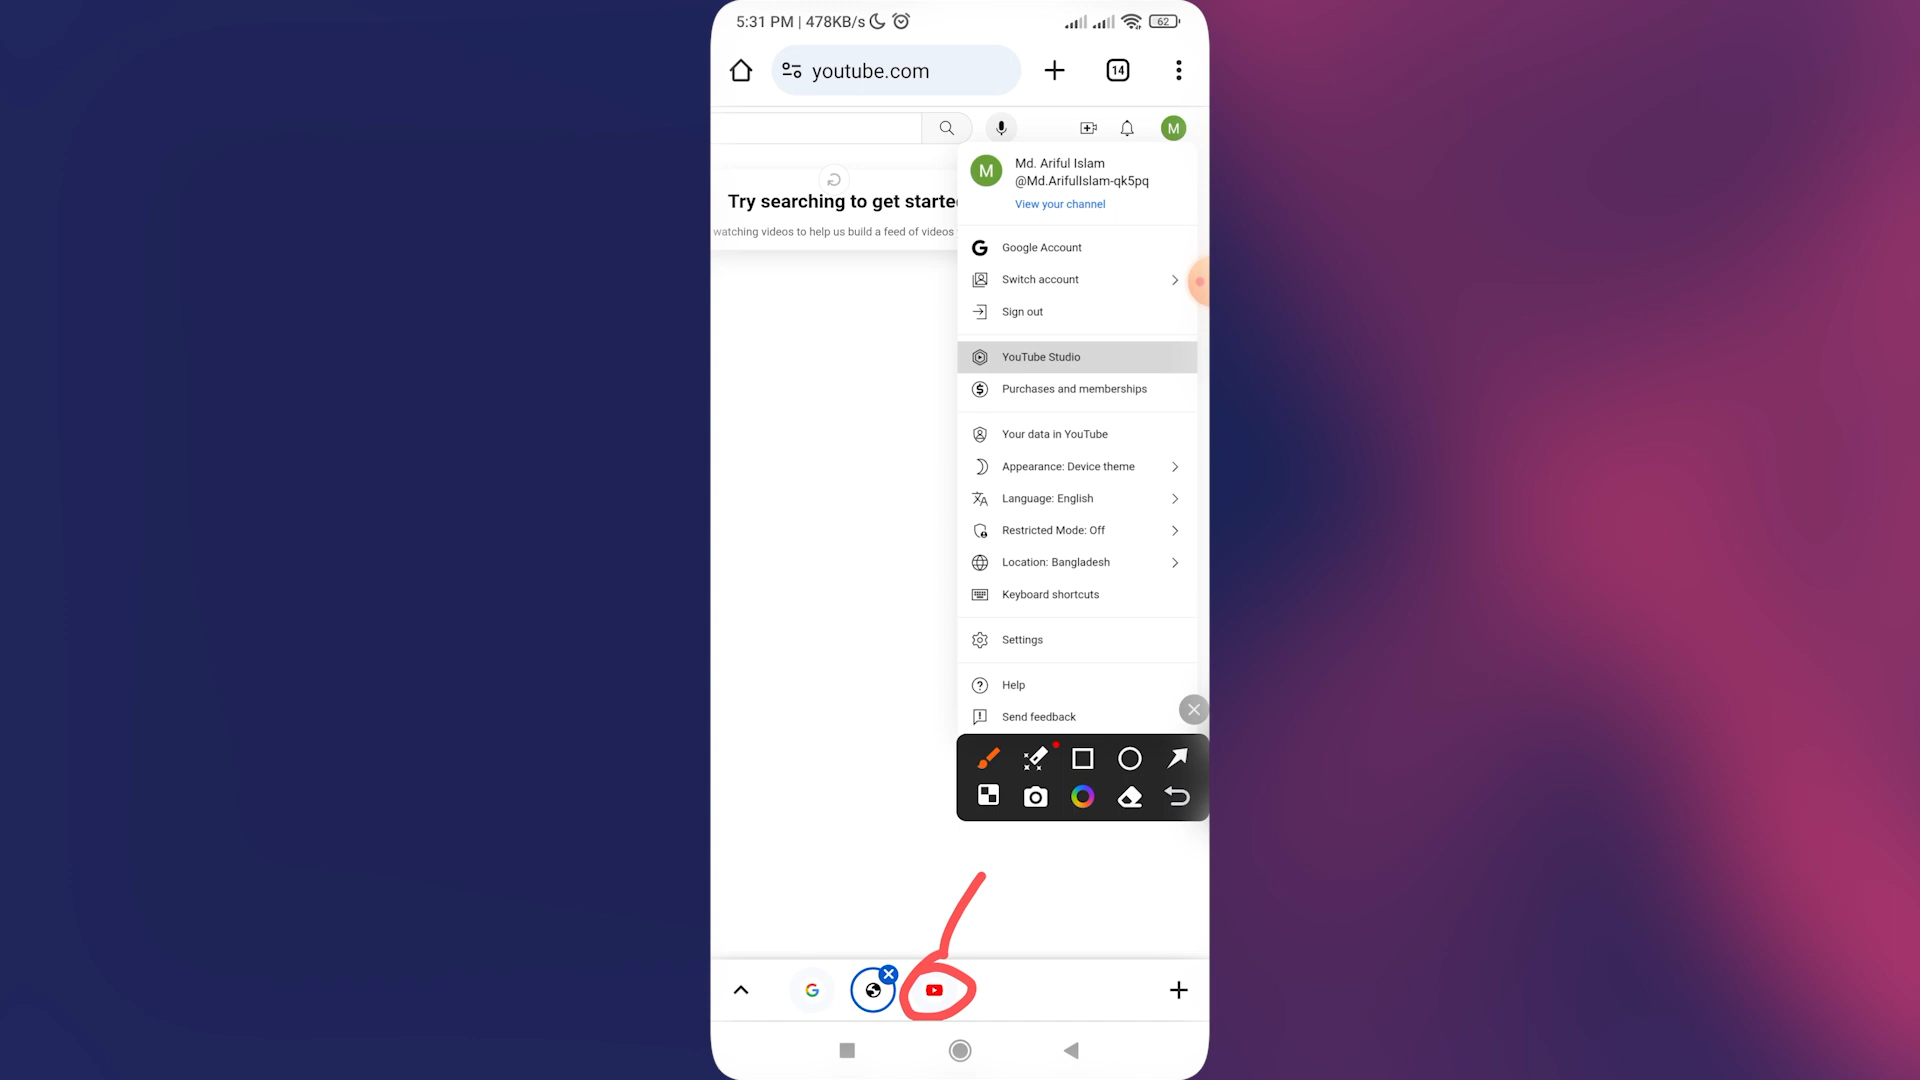 5:31 PM | 478KB/s
62
youtube.com
14
M
M
Md. Ariful Islam
@Md.ArifulIslam-qk5pq
View your channel
Try searching to get starte
watching videos to help us build a feed of videos
Google Account
Switch account
Sign out
YouTube Studio
Purchases and memberships
Your data in YouTube
Appearance: Device theme
Language: English
Restricted Mode: Off
Location: Bangladesh
Keyboard shortcuts
Settings
Help
Send feedback